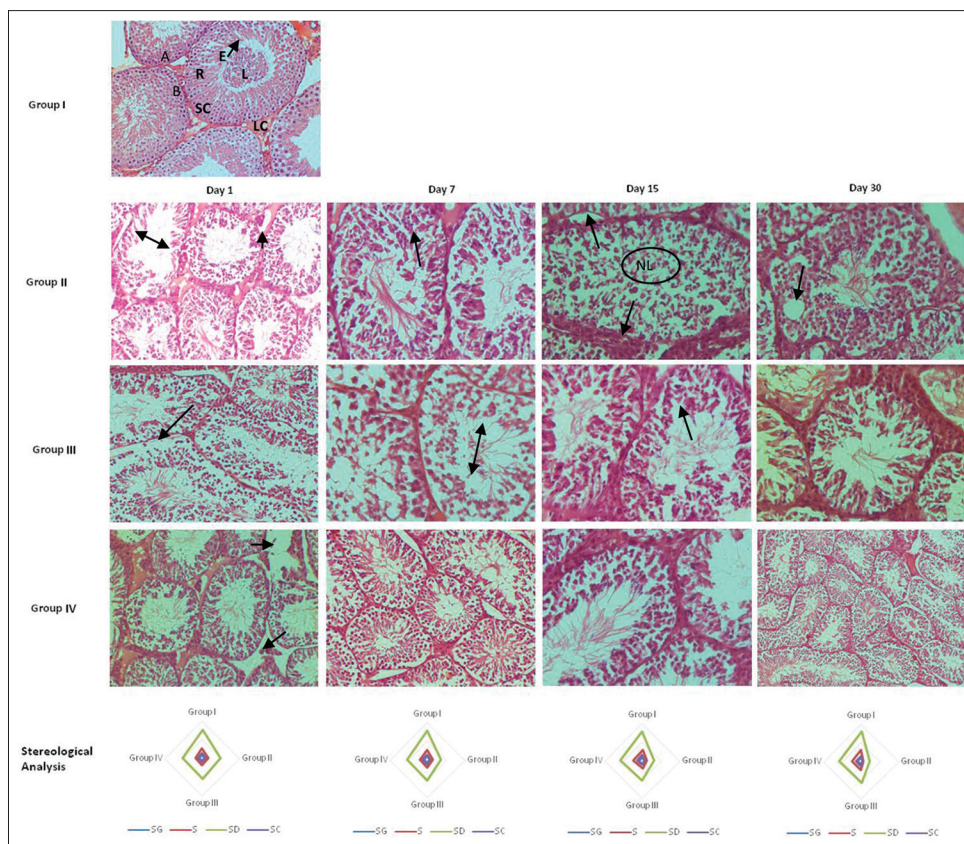 Group I
A
E
R
L
B
SC
LC
Day 1
Day 7
Day 15
Day 30
Group II
NL
Group III
Group IV
Stereological
Analysis
Group I
Group IV
Group II
Group III
SG
S
SD
SC
Group I
Group IV
Group II
Group III
SG
S
SD
SC
Group I
Group IV
Group II
Group III
SG
S
SD
SC
Group I
Group IV
Group II
Group III
SG
S
SD
SC